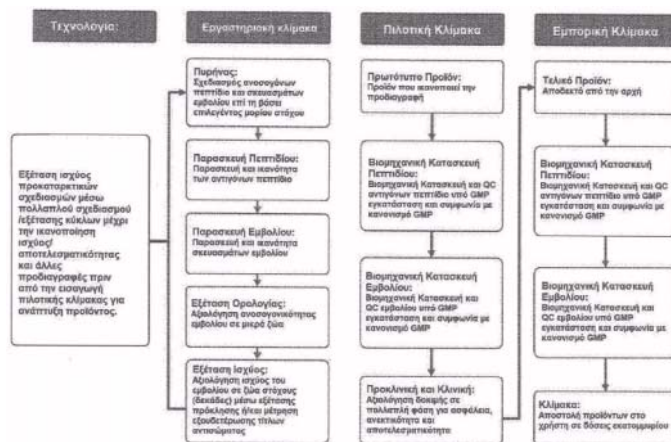 Τεχνολογία:
Εξέταση ισχύος
προκαταρκτικών
σχεδιασμών μέσω
πολλαπλού σχεδιασμού
/εξέτασης κύκλων μέχρι
την ικανοποίηση
ισχύος/
αποτελεσματικότητας
και άλλες
προδιαγραφές πριν
από την εισαγωγή
πιλοτικής κλίμακας για
ανάπτυξη προϊόντος.
Εργαστηριακή κλίμακα
Πυρήνας:
Σχεδιασμός ανοσογόνων
πεπτίδιο και σκευασμάτων
εμβολίου επί τη βάσει
επιλεγέντος μορίου στόχου
Παρασκευή Πεπτιδίου:
Παρασκευή και ικανότητα
των αντιγόνων πεπτίδιο
Παρασκευή Εμβολίου:
Παρασκευή και ικανότητα
σκευασμάτων εμβολίου
Εξέταση Ορολογίας:
Αξιολόγηση ανοσογονικότητας
εμβολίο σε μικρά ζώα
Εξέταση ισχύος:
Αξιολόγηση ισχύος του
εμβολίου σε ζώα στόχους
(δεκάδες) μέσω εξέτασης
πρόκλησης ή/και μέτρηση
εξουδετέρωσης τίτλων
αντισώματος
Πιλοτική Κλίμακα
Πρωτότυπο Προϊόν:
Προϊόν που ικανοποιεί την
προδιαγραφή
Βιομηχανική Κατασκευή
Πεπτιδίου:
Βιομηχανική Κατασκευή και QC
αντιγόνων πεπτίδιο υπό GMP
εγκατάσταση και συμφωνία με
κανονισμό GMP
Βιομηχανική Κατασκευή
Εμβολίου:
Βιομηχανική Κατασκευή και
QC εμβολίου υπό GMP
εγκατάσταση και συμφωνία με
κανονισμό GMP
Προκλινική και Κλινική:
Αξιολόγηση δοκιμής σε
πολλαπλή φάση για ασφάλεια,
ανεκτικότητα και
αποτελεσματικότητα
Εμπορική Κλίμακα
Τελικό Προϊόν:
Αποδεκτό από την αρχή
Βιομηχανική Κατασκευή
Πεπτιδίου:
Βιομηχανική Κατασκευή και QC
αντιγόνων πεπτίδιο υπό GMP
εγκατάσταση και συμφωνία με
κανονισμό GMP
Βιομηχανική Κατασκευή
Εμβολίου:
Βιομηχανική Κατασκευή και
QC εμβολίου υπό GMP
εγκατάσταση και συμφωνία με
κανονισμό GMP
Κλίμακα:
Αποστολή προϊόντων στο
χρήστη σε δόσεις εκατομμυρίων